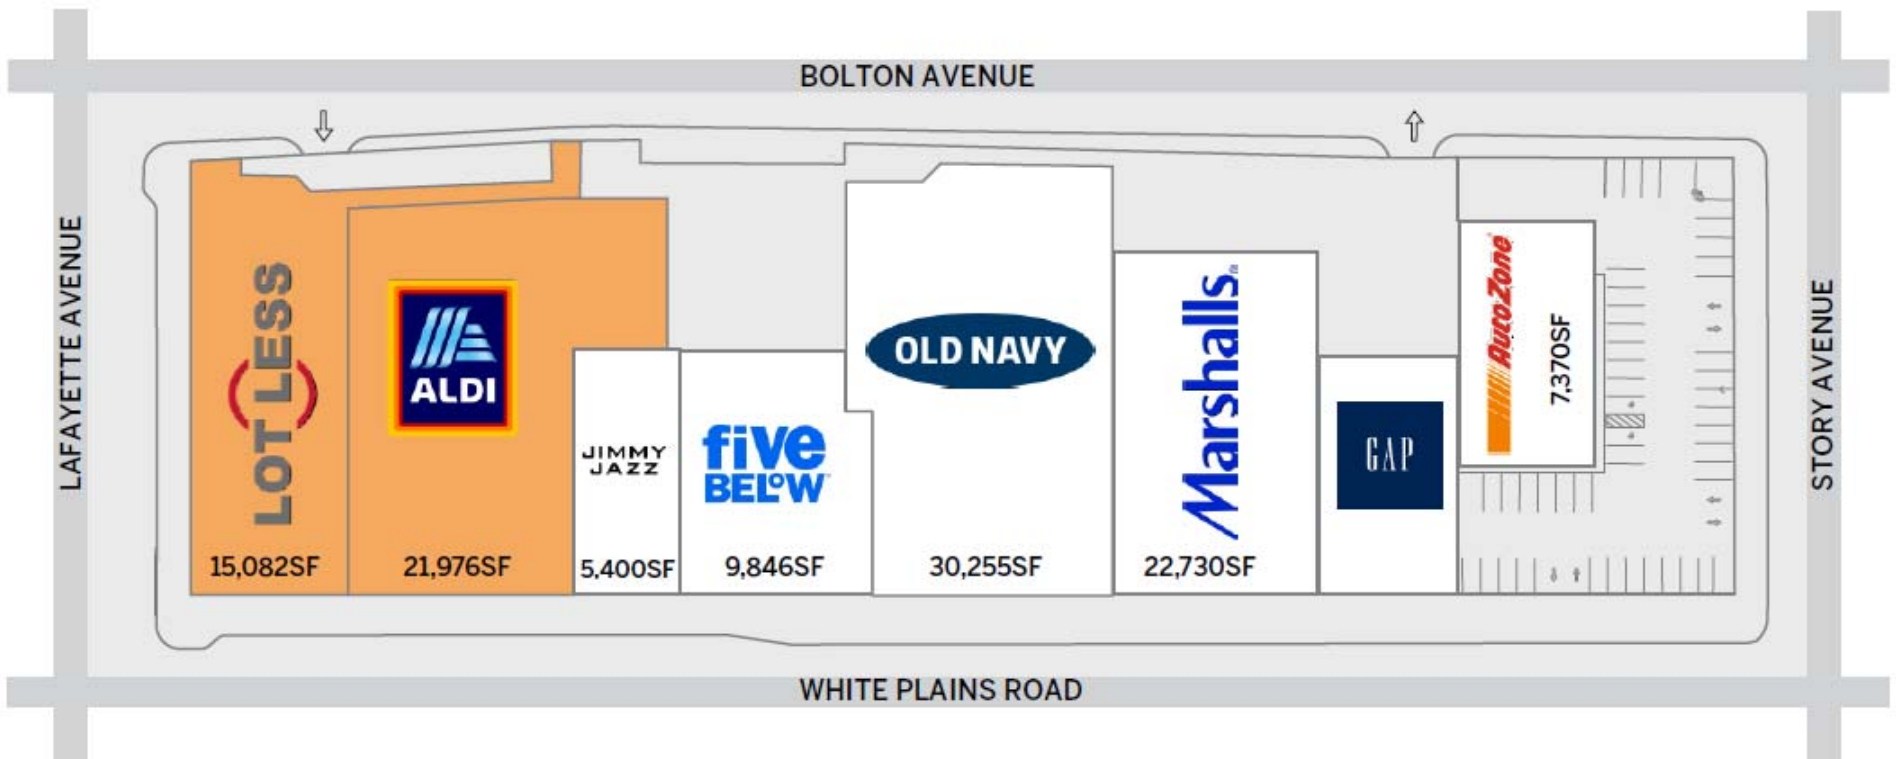 BOLTON AVENUE
LAFAYETTE AVENUE
LOT LESS
15,082SF
ALDI
21,976SF
JIMMY
JAZZ
5,400SF
five
BELOW
9,846SF
OLD NAVY
30,255SF
Marshalls
22,730SF
GAP
AutoZone
7,370SF
STORY AVENUE
WHITE PLAINS ROAD